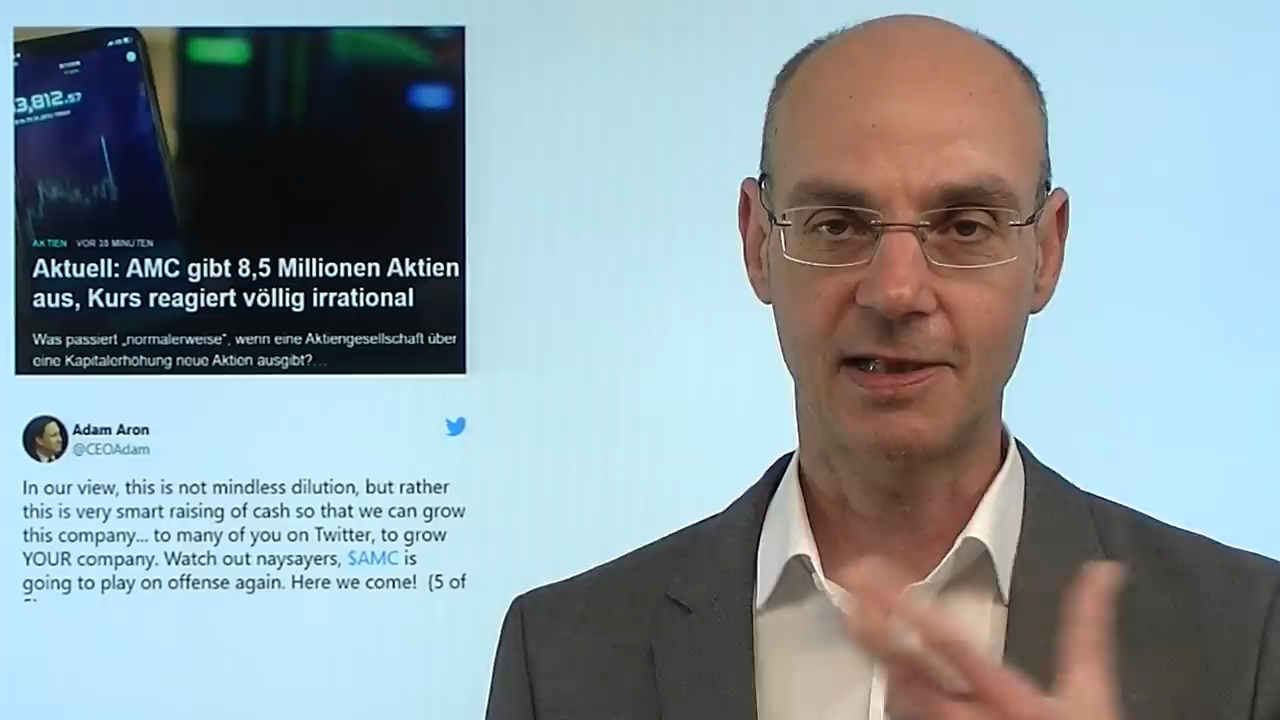 3,812.57
AKTIEN VOR 35 MINUTEN
Aktuell: AMC gibt 8,5 Millionen Aktien
aus, Kurs reagiert völlig irrational
Was passiert „normalerweise“, wenn eine Aktiengesellschaft über
eine Kapitalerhöhung neue Aktien ausgibt?...
Adam Aron
@CEOAdam
In our view, this is not mindless dilution, but rather
this is very smart raising of cash so that we can grow
this company... to many of you on Twitter, to grow
YOUR company. Watch out naysayers, $AMC is
going to play on offense again. Here we come! (5 of